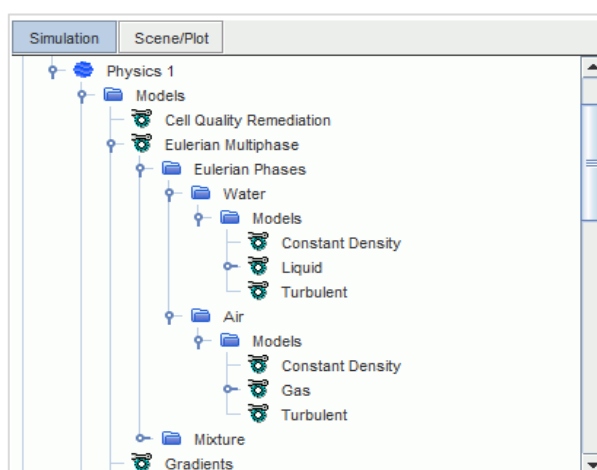 Simulation Scene/Plot
Physics 1
Models
Cell Quality Remediation
Eulerian Multiphase
Eulerian Phases
Water
Models
Constant Density
Liquid
Turbulent
Air
Models
Constant Density
Gas
Turbulent
Mixture
Gradients